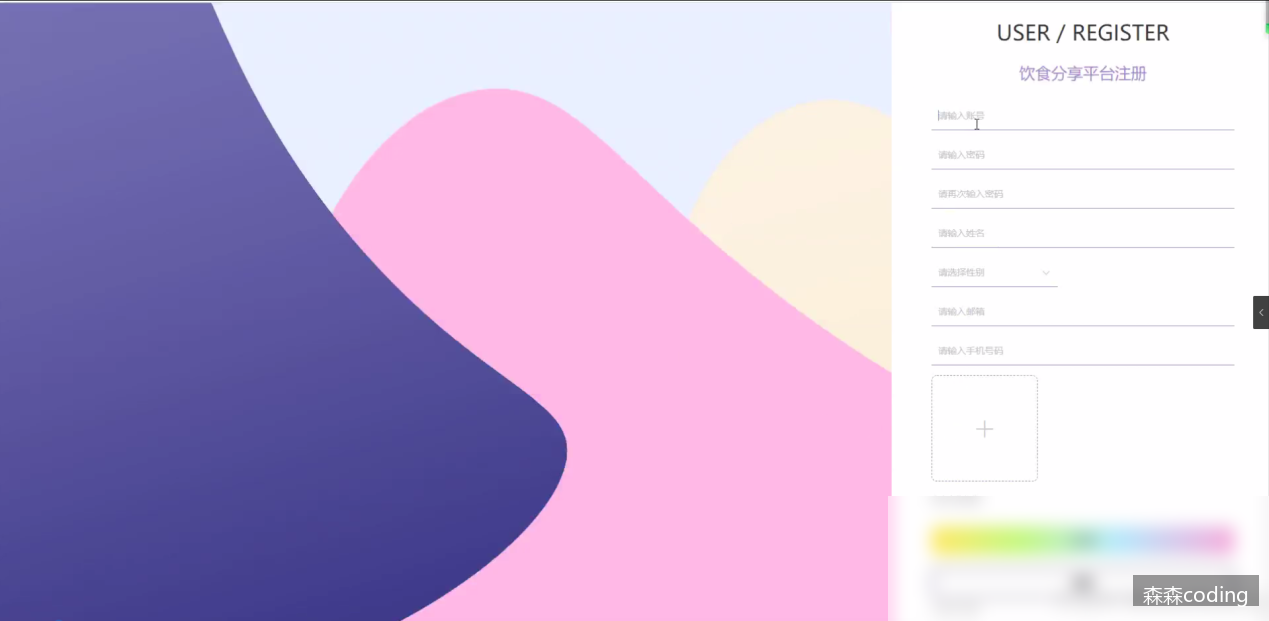 USER / REGISTER
饮食分享平台注册
请输入账号
请输入密码
请再次输入密码
请输入姓名
请选择性别
请输入邮箱
请输入手机号码
森森coding